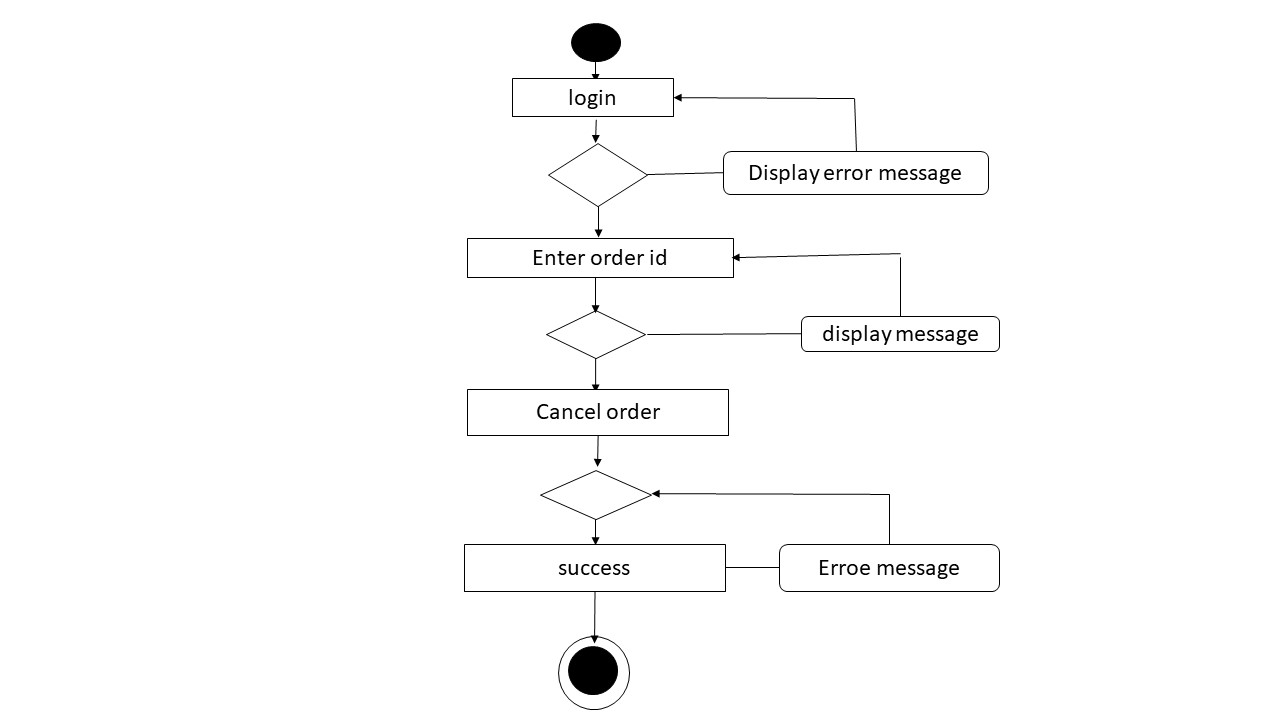 login
Display error message
Enter order id
display message
Cancel order
success
Erroe message